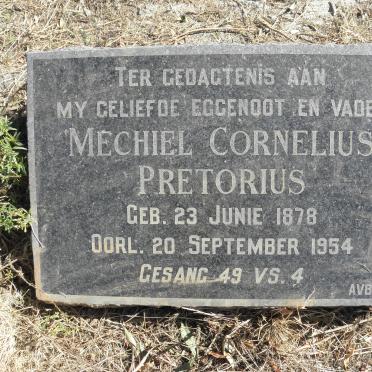 TER GEDAGTENIS AAN
MY GELIEFDE EGGENOOT EN VADE
MECHIEL CORNELIUS
PRETORIUS
GEB. 23 JUNIE 1878
OORL. 20 SEPTEMBER 1954
GESANG 49 VS. 4
AVB